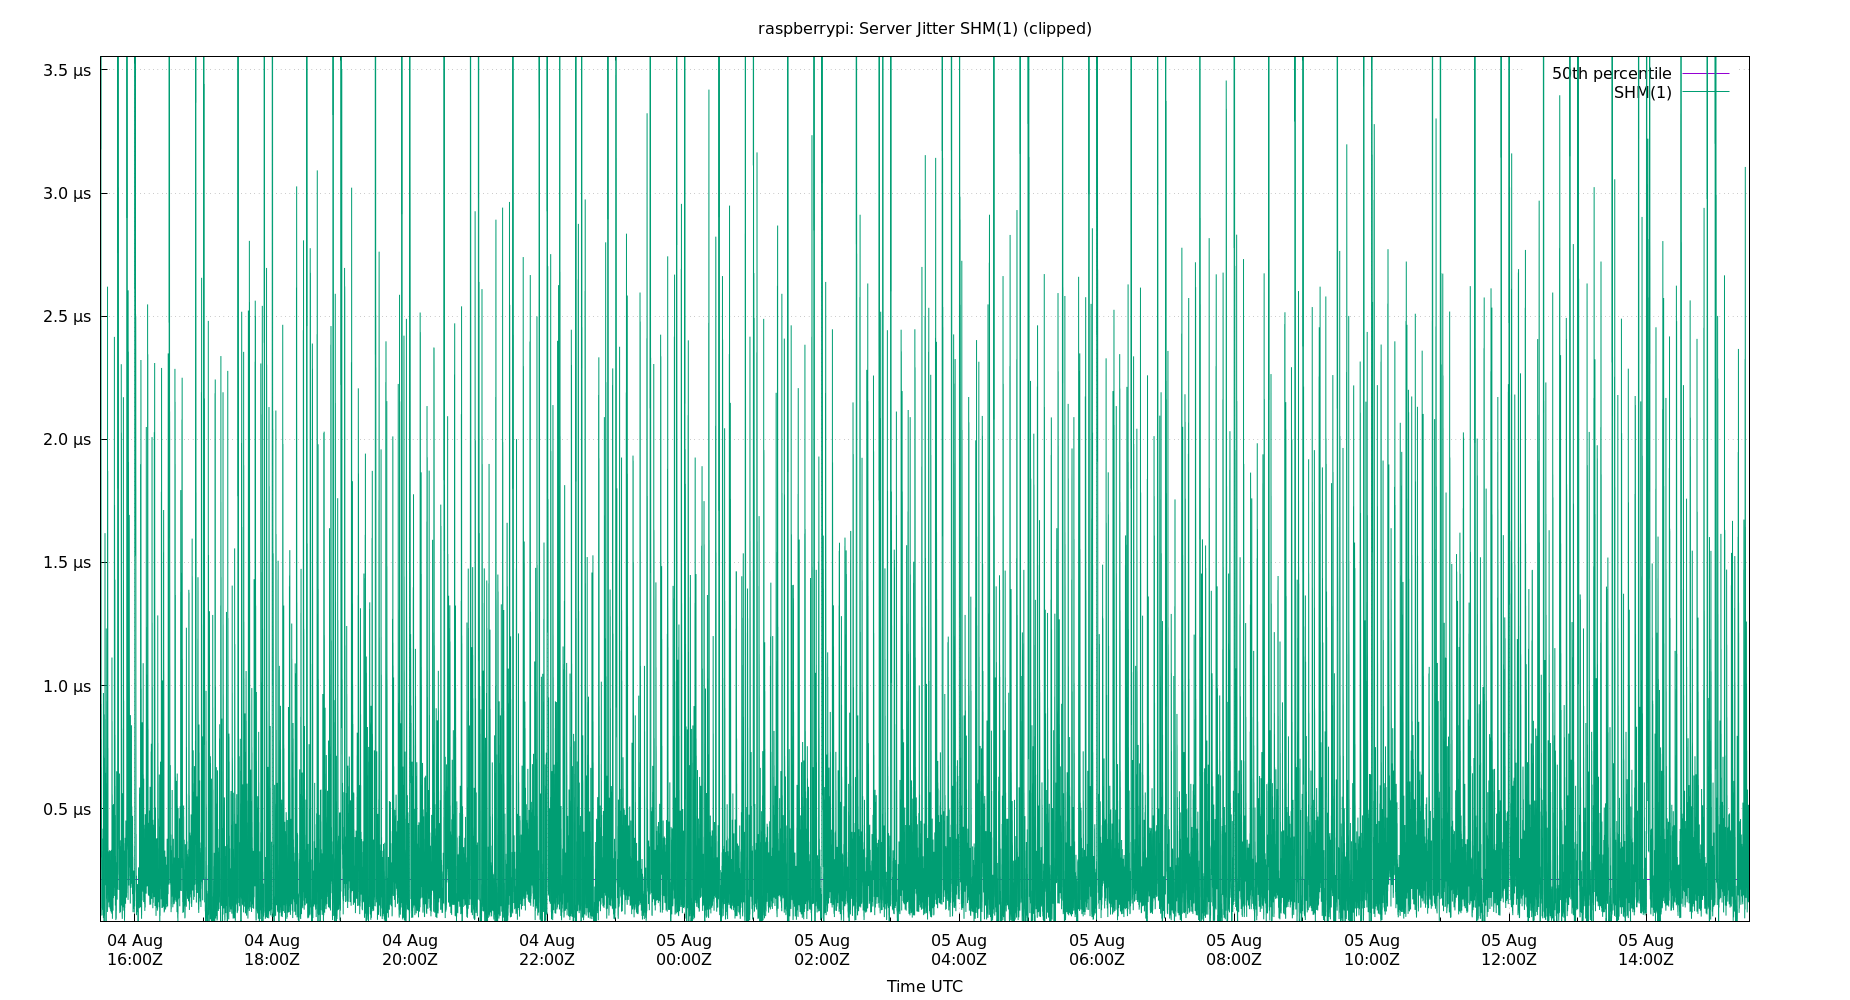 raspberrypi: Server Jitter SHM(1) (clipped)
3.5 µs
3.0 µs
2.5 µs
2.0 µs
1.5 µs
1.0 µs
0.5 µs
50th percentile
SHM(1)
04 Aug 04 Aug 04 Aug 04 Aug 05 Aug 05 Aug 05 Aug 05 Aug 05 Aug 05 Aug 05 Aug 05 Aug
16:00Z 18:00Z 20:00Z 22:00Z 00:00Z 02:00Z 04:00Z 06:00Z 08:00Z 10:00Z 12:00Z 14:00Z
Time UTC